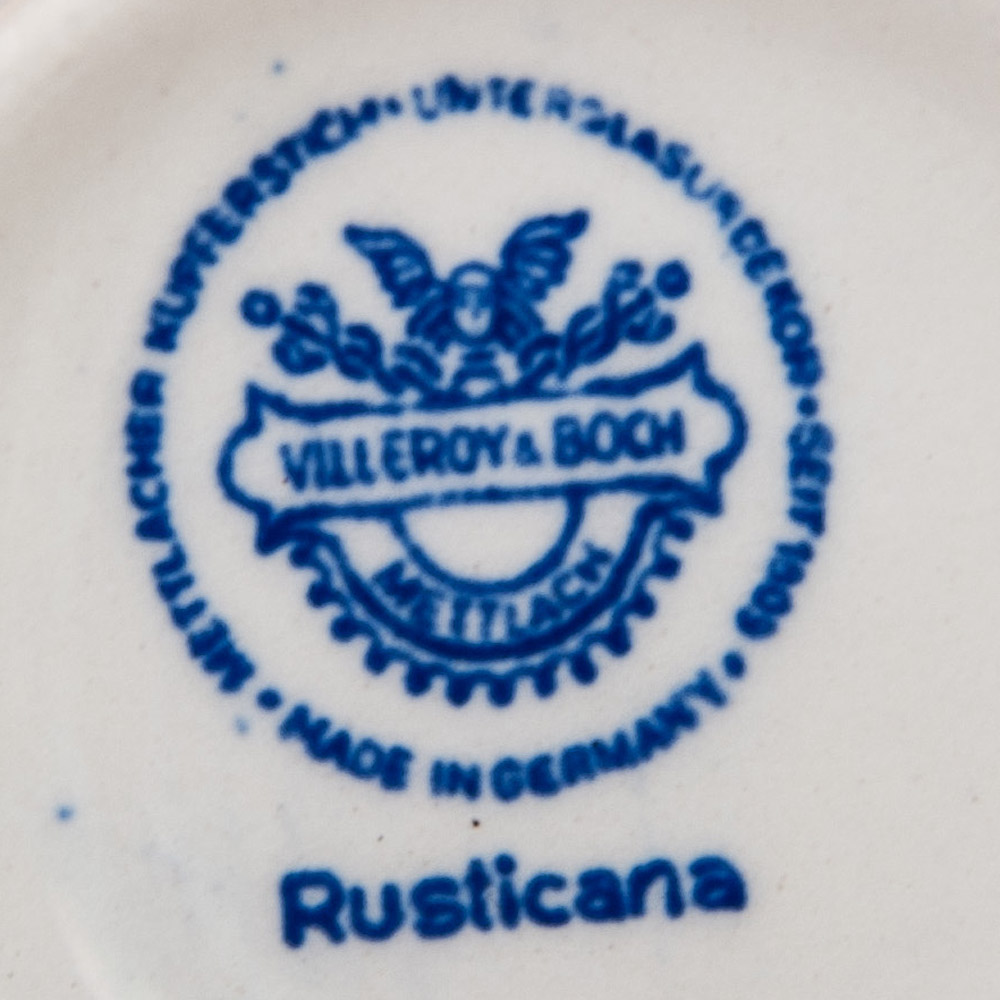 METTLACHER KUPFERSTICH • UNTERGLASURDEKOR • SEIT 1809 • MADE IN GERMANY •
VILLEROY & BOCH
METTLACH
Rusticana